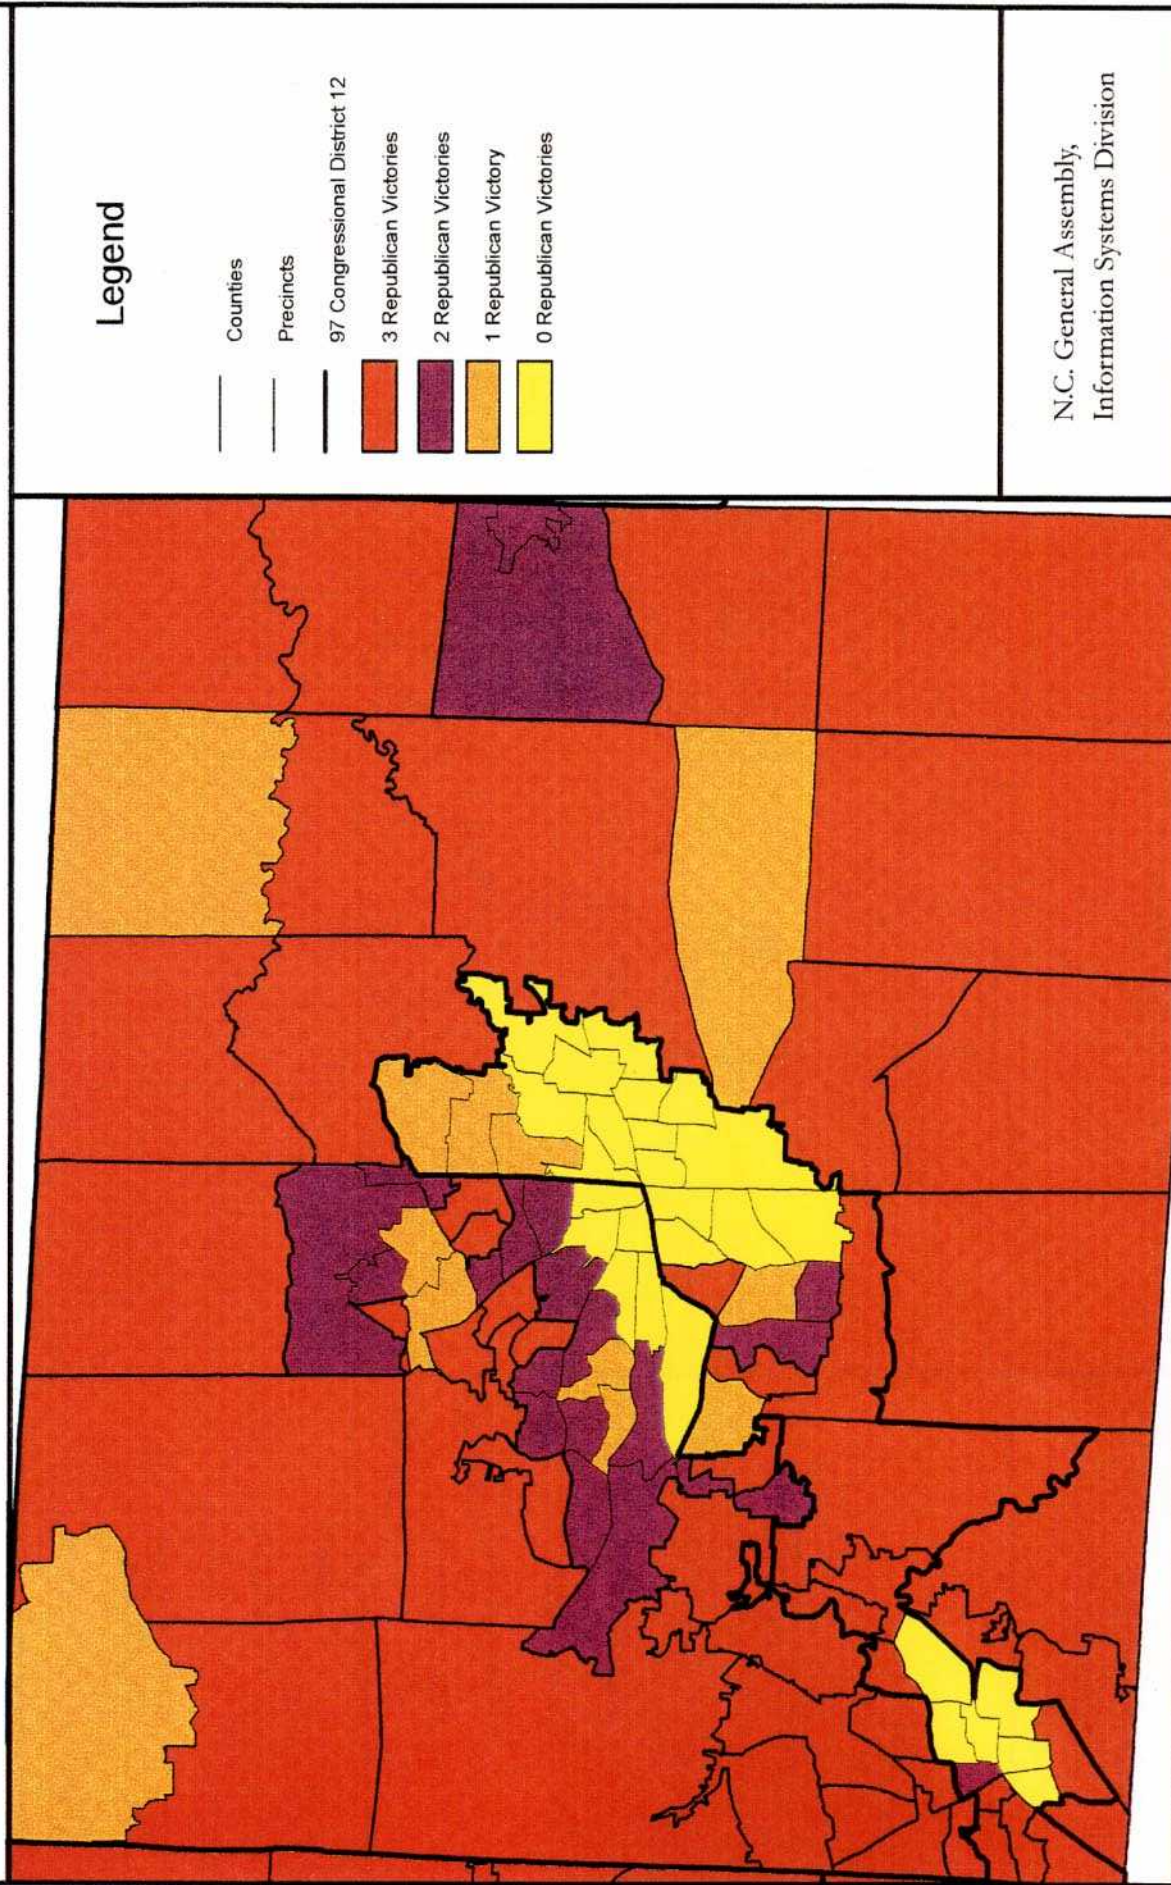 Legend
Counties
Precincts
97 Congressional District 12
3 Republican Victories
2 Republican Victories
1 Republican Victory
0 Republican Victories
N.C. General Assembly,
Information Systems Division